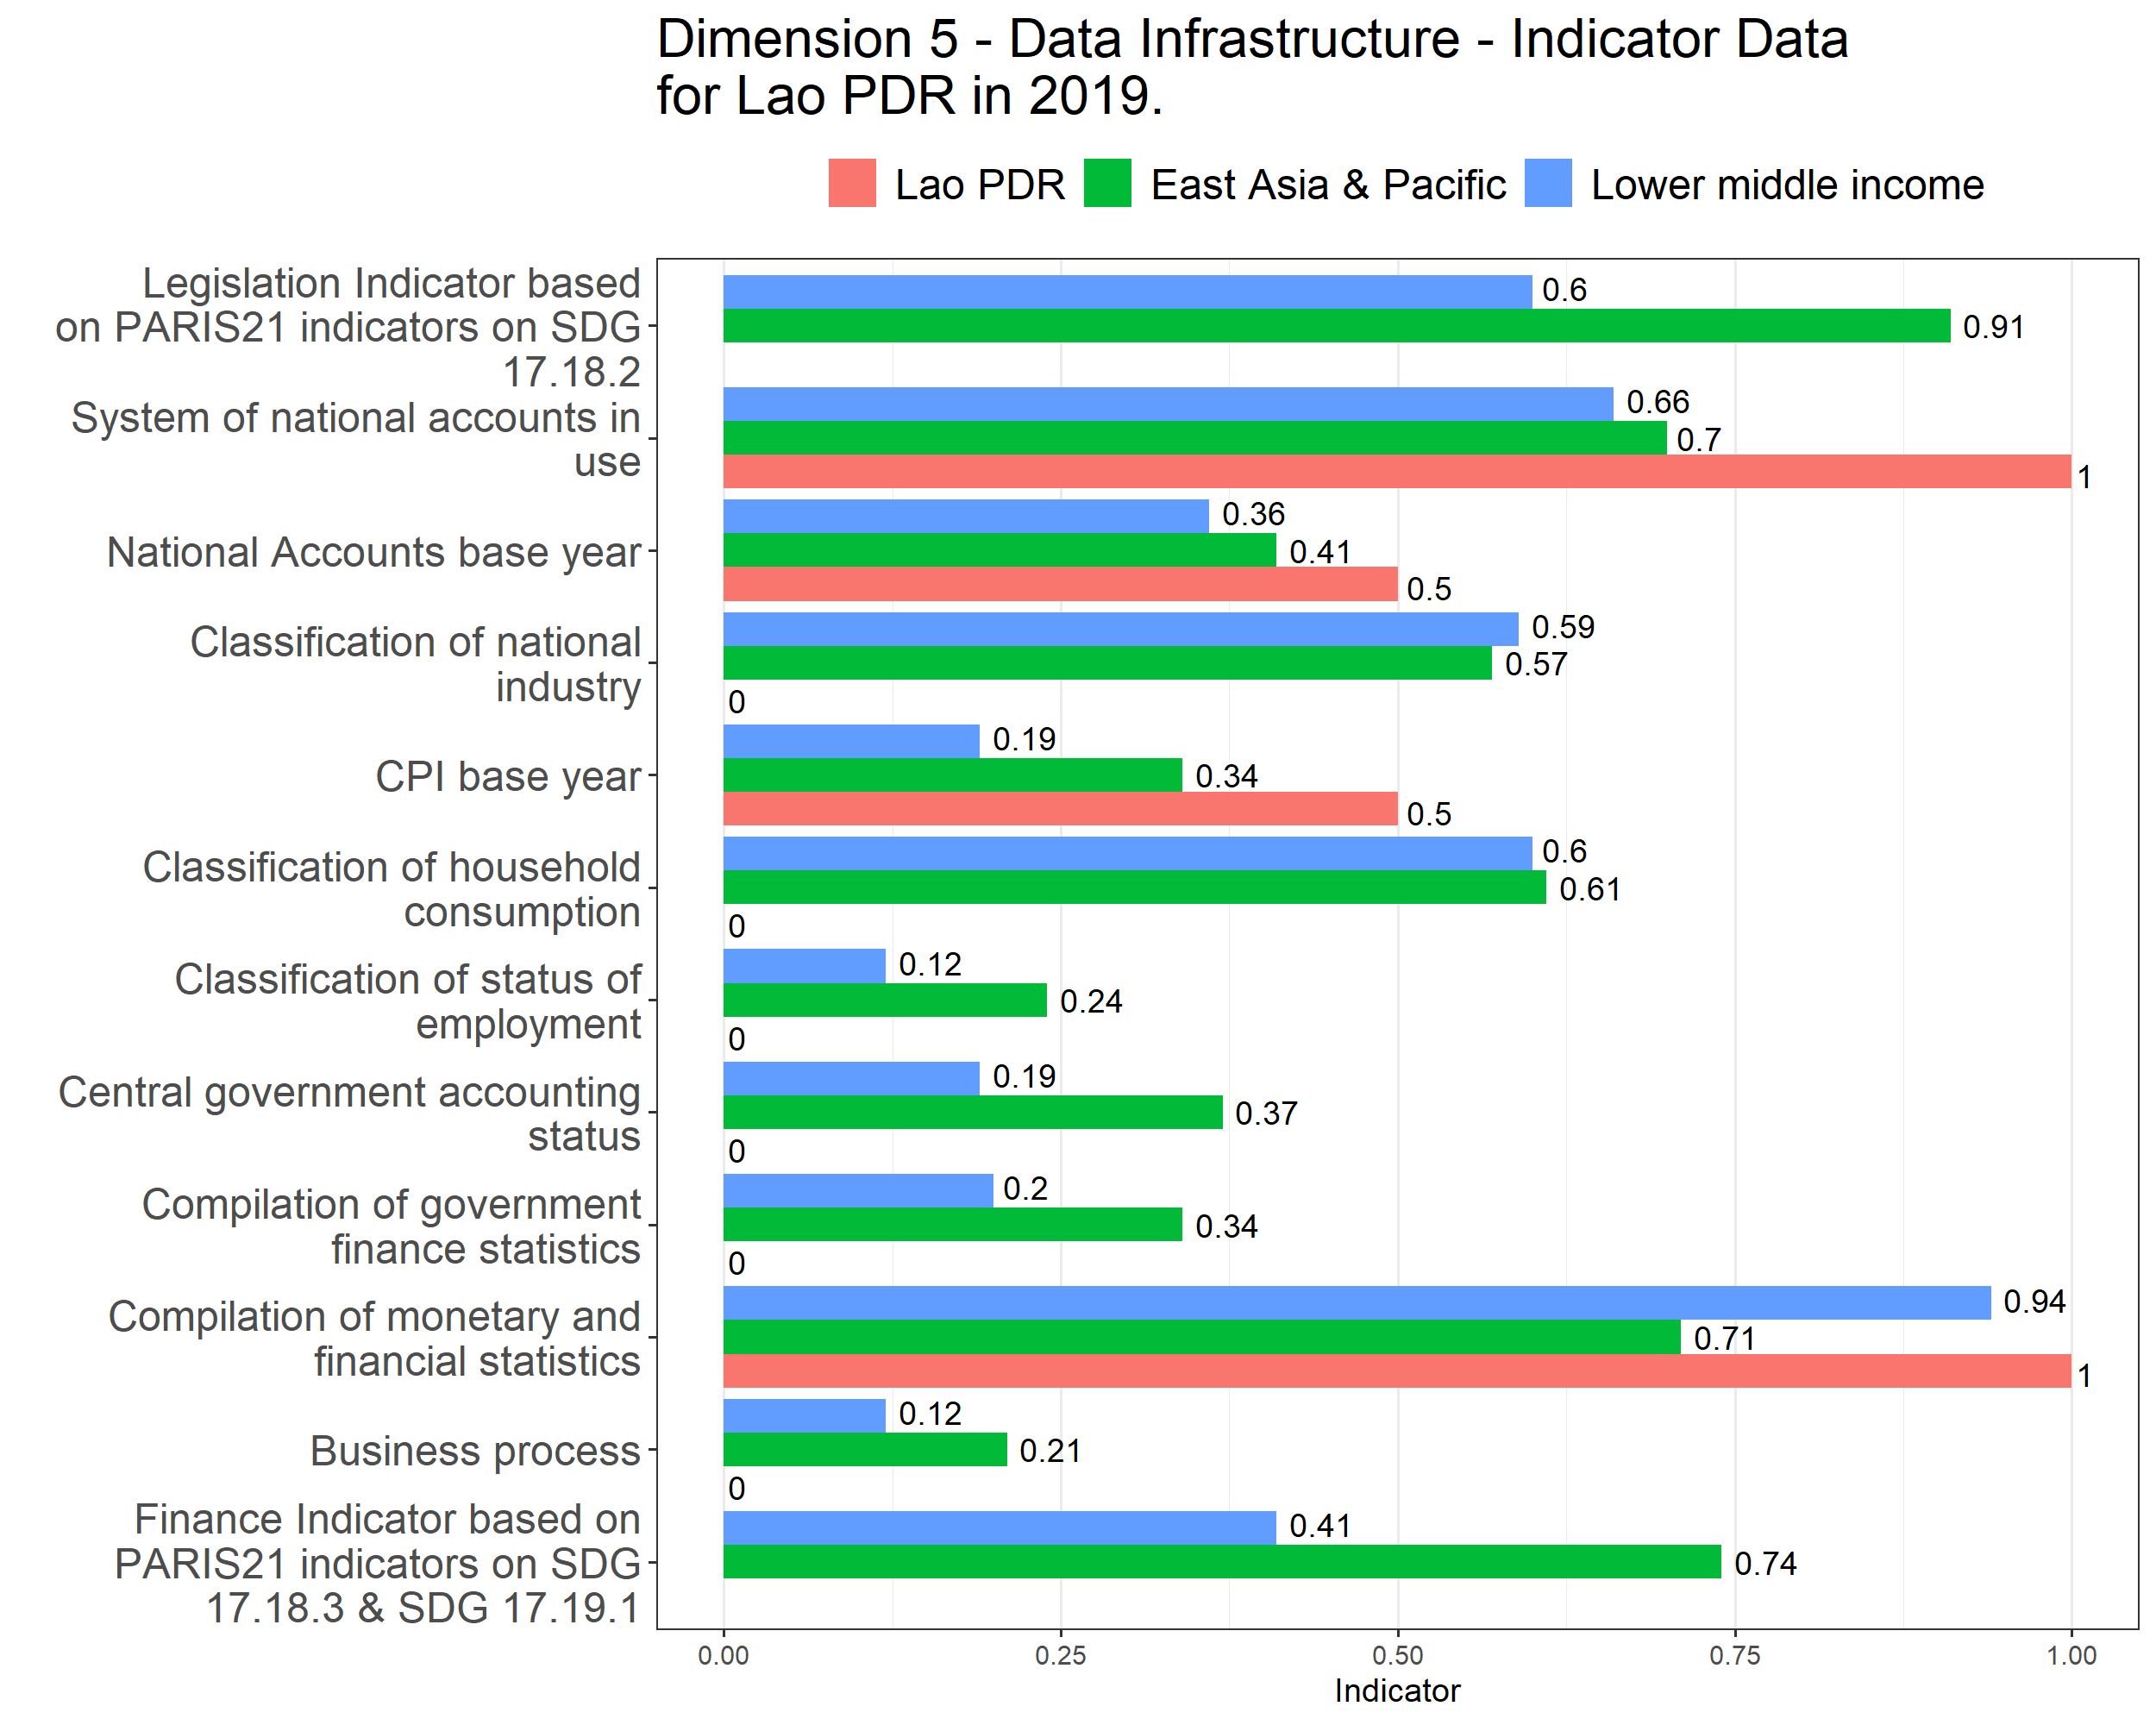 Dimension 5 - Data Infrastructure - Indicator Data
for Lao PDR in 2019.
Lao PDR
East Asia & Pacific
Lower middle income
Legislation Indicator based
on PARIS21 indicators on SDG
17.18.2
0.6
0.91
System of national accounts in
use
0.66
0.7
1
National Accounts base year
0.36
0.41
0.5
Classification of national
industry
0.59
0.57
0
CPI base year
0.19
0.34
0.5
Classification of household
consumption
0.6
0.61
0
Classification of status of
employment
0.12
0.24
0
Central government accounting
status
0.19
0.37
0
Compilation of government
finance statistics
0.2
0.34
0
Compilation of monetary and
financial statistics
0.94
0.71
1
Business process
0.12
0.21
0
Finance Indicator based on
PARIS21 indicators on SDG
17.18.3 & SDG 17.19.1
0.41
0.74
0.00
0.25
0.50
0.75
1.00
Indicator